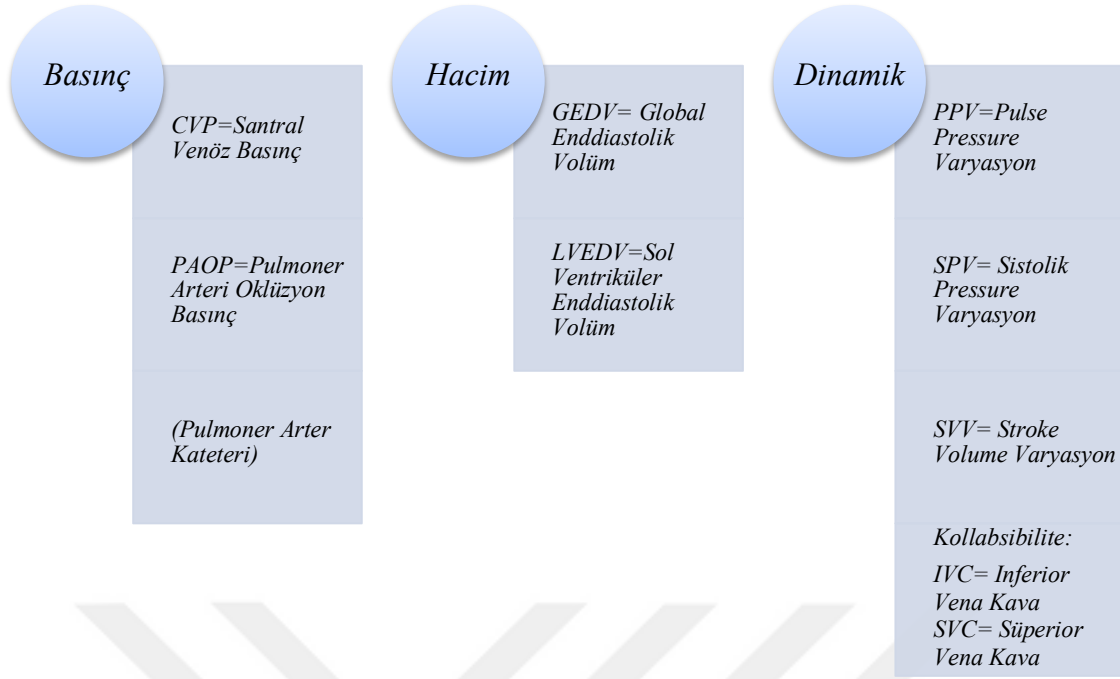 Basınç
CVP=Santral
Venöz Basınç
PAOP=Pulmoner
Arteri Oklüzyon
Basınç
(Pulmoner Arter
Kateteri)
Hacim
GEDV= Global
Enddiastolik
Volüm
LVEDV=Sol
Ventriküler
Enddiastolik
Volüm
Dinamik
PPV=Pulse
Pressure
Varyasyon
SPV= Sistolik
Pressure
Varyasyon
SVV= Stroke
Volume Varyasyon
Kollabsibilite:
IVC= Inferior
Vena Kava
SVC= Süperior
Vena Kava